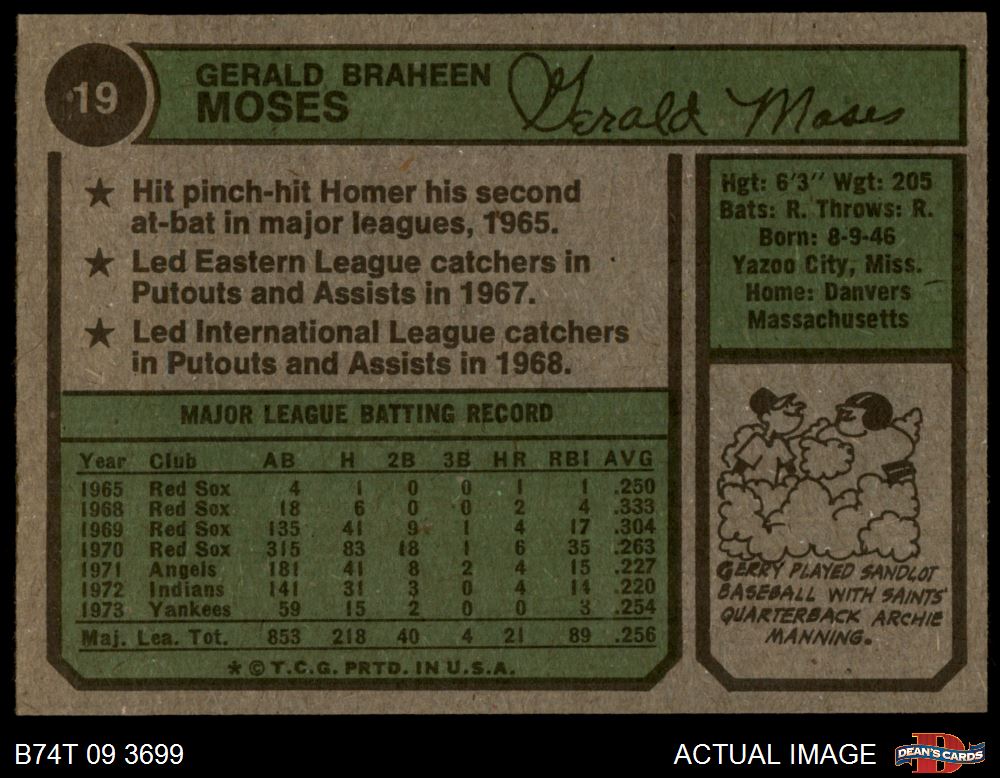 19
GERALD BRAHEEN
MOSES
Gerald Moses
★ Hit pinch-hit Homer his second
at-bat in major leagues, 1965.
★ Led Eastern League catchers in
Putouts and Assists in 1967.
★ Led International League catchers
in Putouts and Assists in 1968.
Hgt: 6'3" Wgt: 205
Bats: R. Throws: R.
Born: 8-9-46
Yazoo City, Miss.
Home: Danvers
Massachusetts
MAJOR LEAGUE BATTING RECORD
Year Club AB H 2B 3B HR RBI AVG
1965 Red Sox 4 1 0 0 1 1 .250
1968 Red Sox 18 6 0 0 2 4 .333
1969 Red Sox 135 41 9 1 4 17 .304
1970 Red Sox 315 83 18 1 6 35 .263
1971 Angels 181 41 8 2 4 15 .227
1972 Indians 141 31 3 0 4 14 .220
1973 Yankees 59 15 2 0 0 3 .254
Maj. Lea. Tot. 853 218 40 4 21 89 .256
* © T.C.G. PRTD. IN U.S.A.
GERRY PLAYED SANDLOT
BASEBALL WITH SAINTS'
QUARTERBACK ARCHIE
MANNING.
B74T 09 3699
ACTUAL IMAGE
DEAN'S CARDS